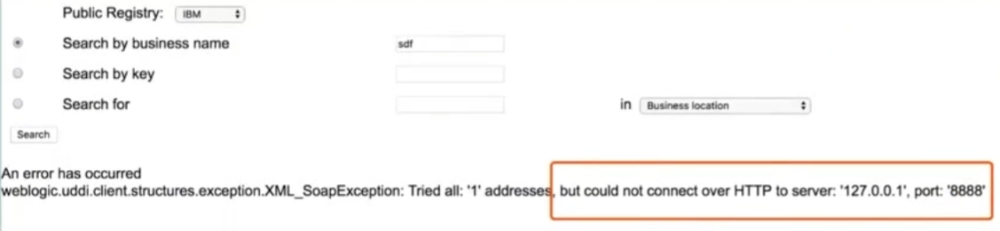 Public Registry: IBM
Search by business name sdf
Search by key
Search for in Business location
Search
An error has occurred
weblogic.uddi.client.structures.exception.XML_SoapException: Tried all: '1' addresses, but could not connect over HTTP to server: '127.0.0.1', port: '8888'